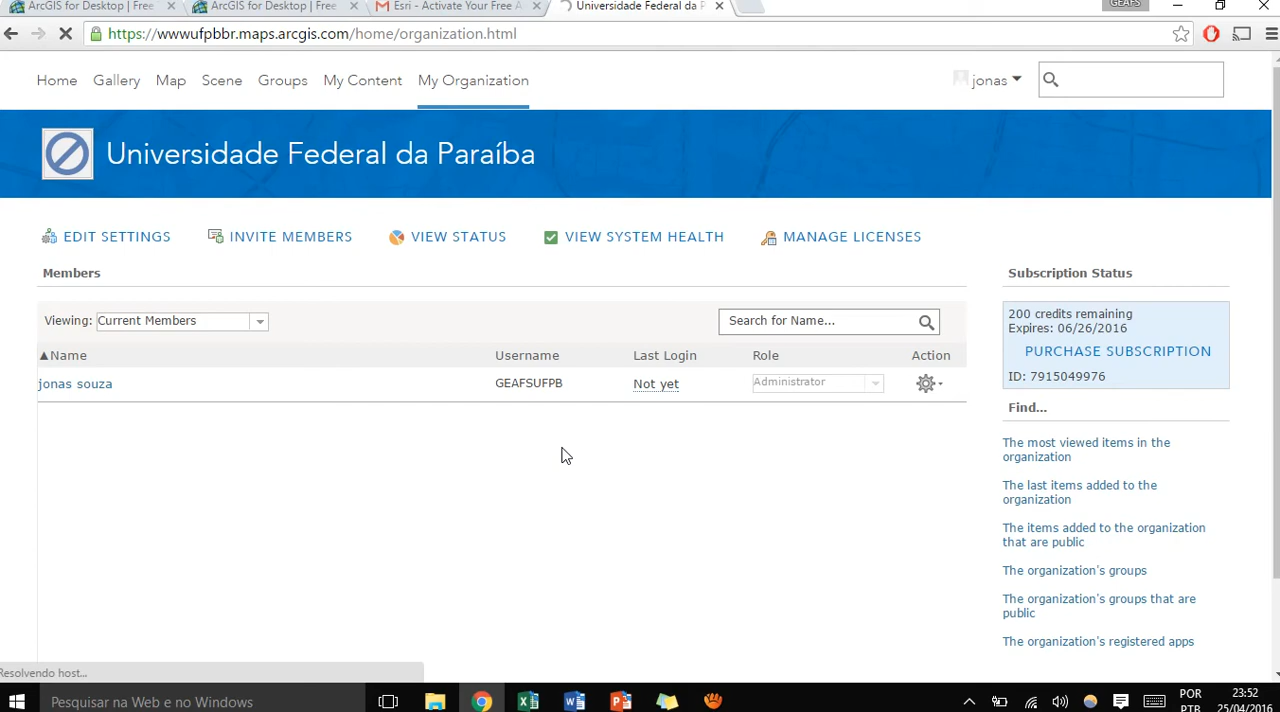 ArcGIS for Desktop | Free
ArcGIS for Desktop | Free
Esri - Activate Your Free A
Universidade Federal da P
GEAFS
https://wwwufpbbr.maps.arcgis.com/home/organization.html
Home Gallery Map Scene Groups My Content My Organization
jonas
Universidade Federal da Paraíba
EDIT SETTINGS INVITE MEMBERS VIEW STATUS VIEW SYSTEM HEALTH MANAGE LICENSES
Members
Viewing: Current Members
Search for Name...
Name Username Last Login Role Action
jonas souza GEAFSUFPB Not yet Administrator
Subscription Status
200 credits remaining
Expires: 06/26/2016
PURCHASE SUBSCRIPTION
ID: 7915049976
Find...
The most viewed items in the
organization
The last items added to the
organization
The items added to the organization
that are public
The organization's groups
The organization's groups that are
public
The organization's registered apps
Resolvendo host...
Pesquisar na Web e no Windows
POR
PTB
23:52
25/04/2016